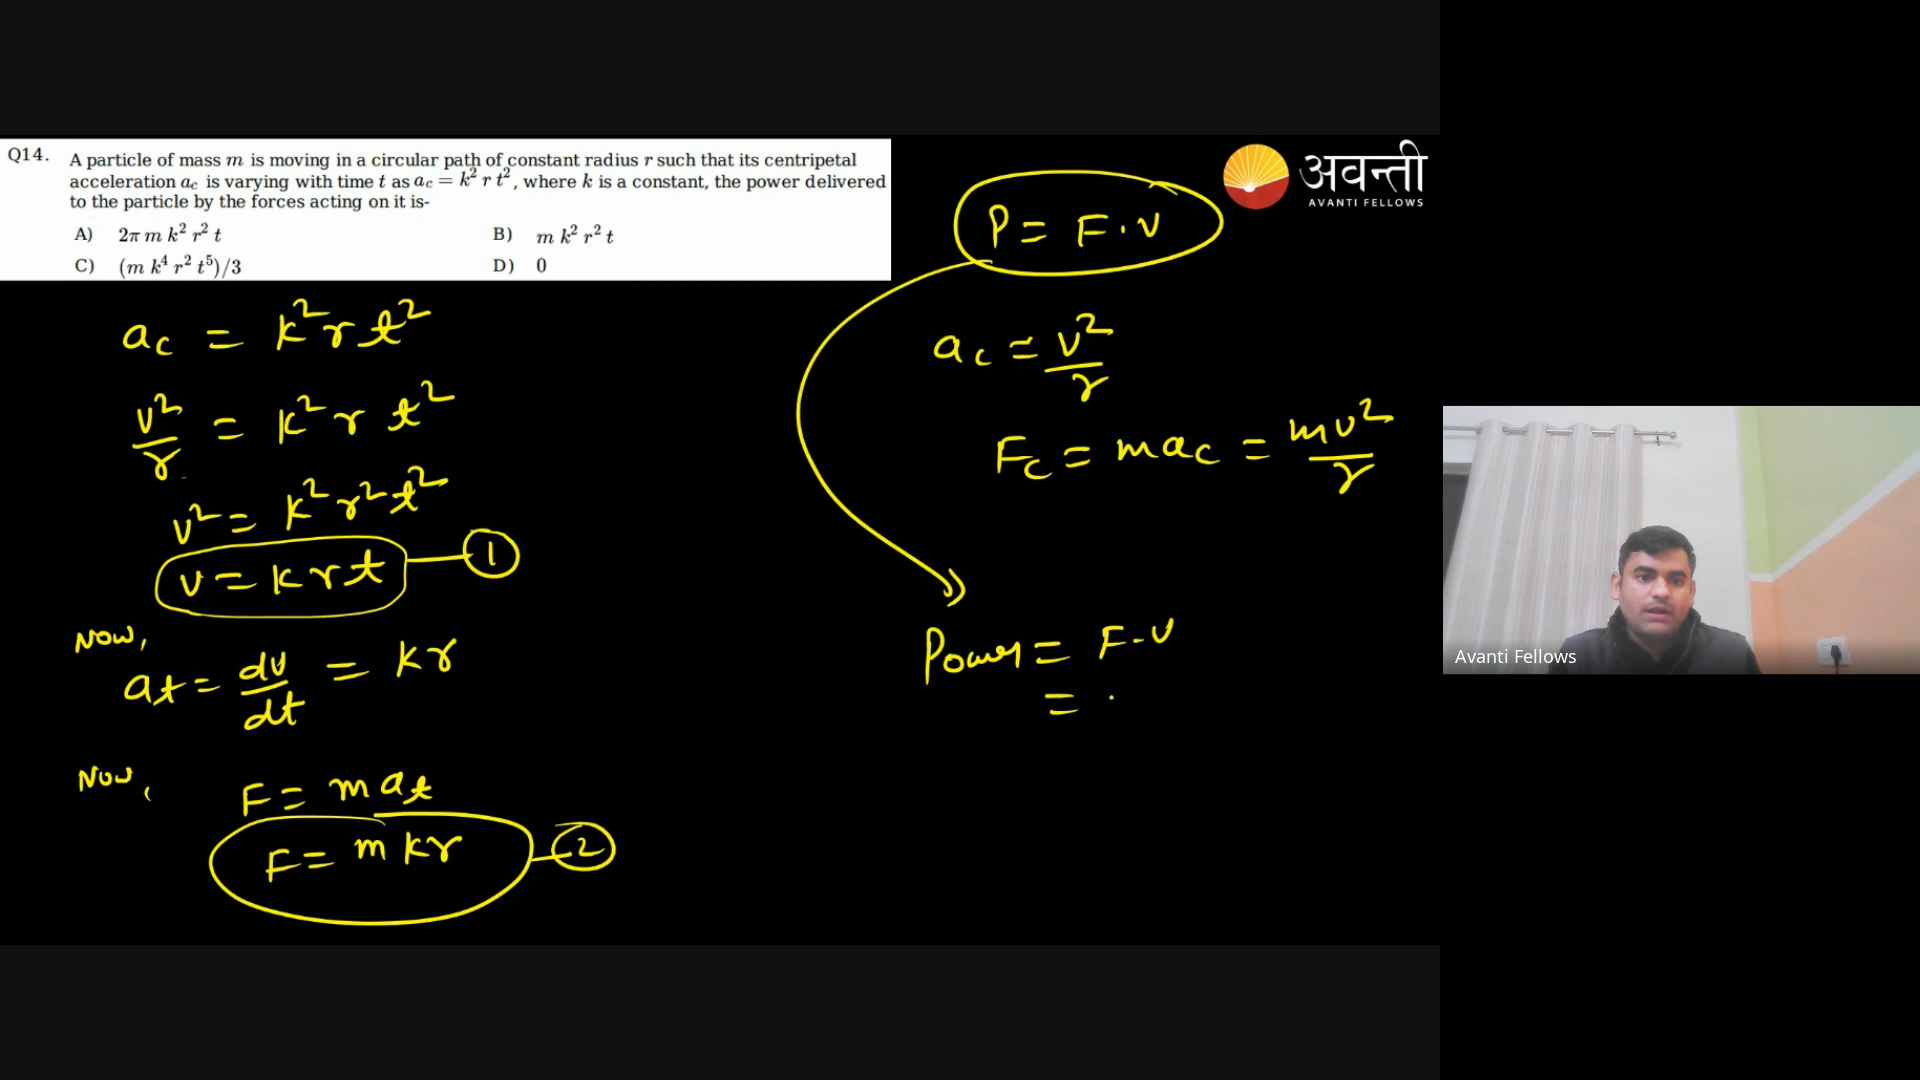 Q14. A particle of mass m is moving in a circular path of constant radius r such that its centripetal
acceleration a_c is varying with time t as a_c = k² r t², where k is a constant, the power delivered
to the particle by the forces acting on it is-
A) 2π m k² r² t B) m k² r² t
C) (m k⁴ r² t⁵)/3 D) 0
अवन्ती
AVANTI FELLOWS
a_c = k² r t²
v²/r = k² r t²
v² = k² r² t²
v = k r t — ①
Now,
a_t = dv/dt = kr
Now,
F = m a_t
F = m k r — ②
P = F . v
a_c = v²/r
F_c = m a_c = mv²/r
Power = F - v
= .
Avanti Fellows